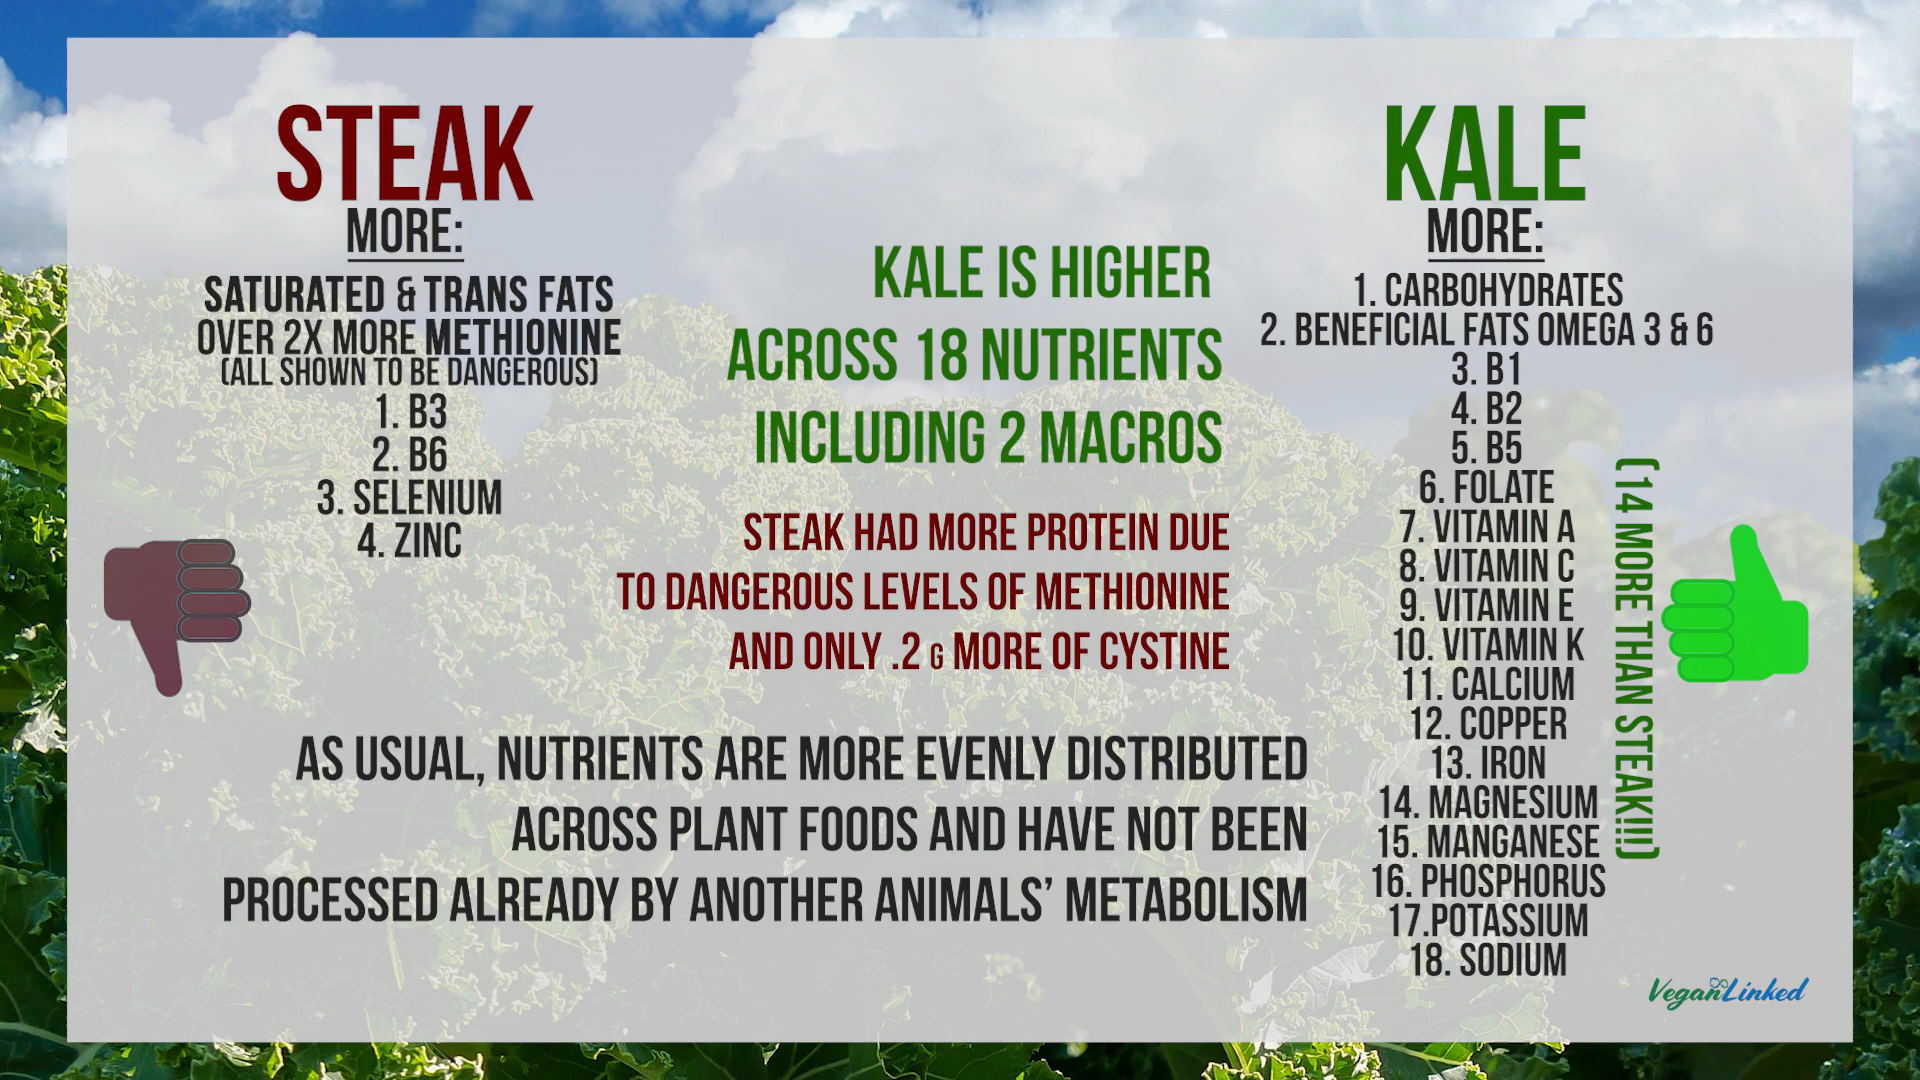 STEAK
MORE:
SATURATED & TRANS FATS
OVER 2X MORE METHIONINE
(ALL SHOWN TO BE DANGEROUS)
1. B3
2. B6
3. SELENIUM
4. ZINC
KALE IS HIGHER
ACROSS 18 NUTRIENTS
INCLUDING 2 MACROS
STEAK HAD MORE PROTEIN DUE
TO DANGEROUS LEVELS OF METHIONINE
AND ONLY .2 G MORE OF CYSTINE
AS USUAL, NUTRIENTS ARE MORE EVENLY DISTRIBUTED
ACROSS PLANT FOODS AND HAVE NOT BEEN
PROCESSED ALREADY BY ANOTHER ANIMALS' METABOLISM
KALE
MORE:
1. CARBOHYDRATES
2. BENEFICIAL FATS OMEGA 3 & 6
3. B1
4. B2
5. B5
6. FOLATE
7. VITAMIN A
8. VITAMIN C
9. VITAMIN E
10. VITAMIN K
11. CALCIUM
12. COPPER
13. IRON
14. MAGNESIUM
15. MANGANESE
16. PHOSPHORUS
17.POTASSIUM
18. SODIUM
(14 MORE THAN STEAK!!!)
VeganLinked